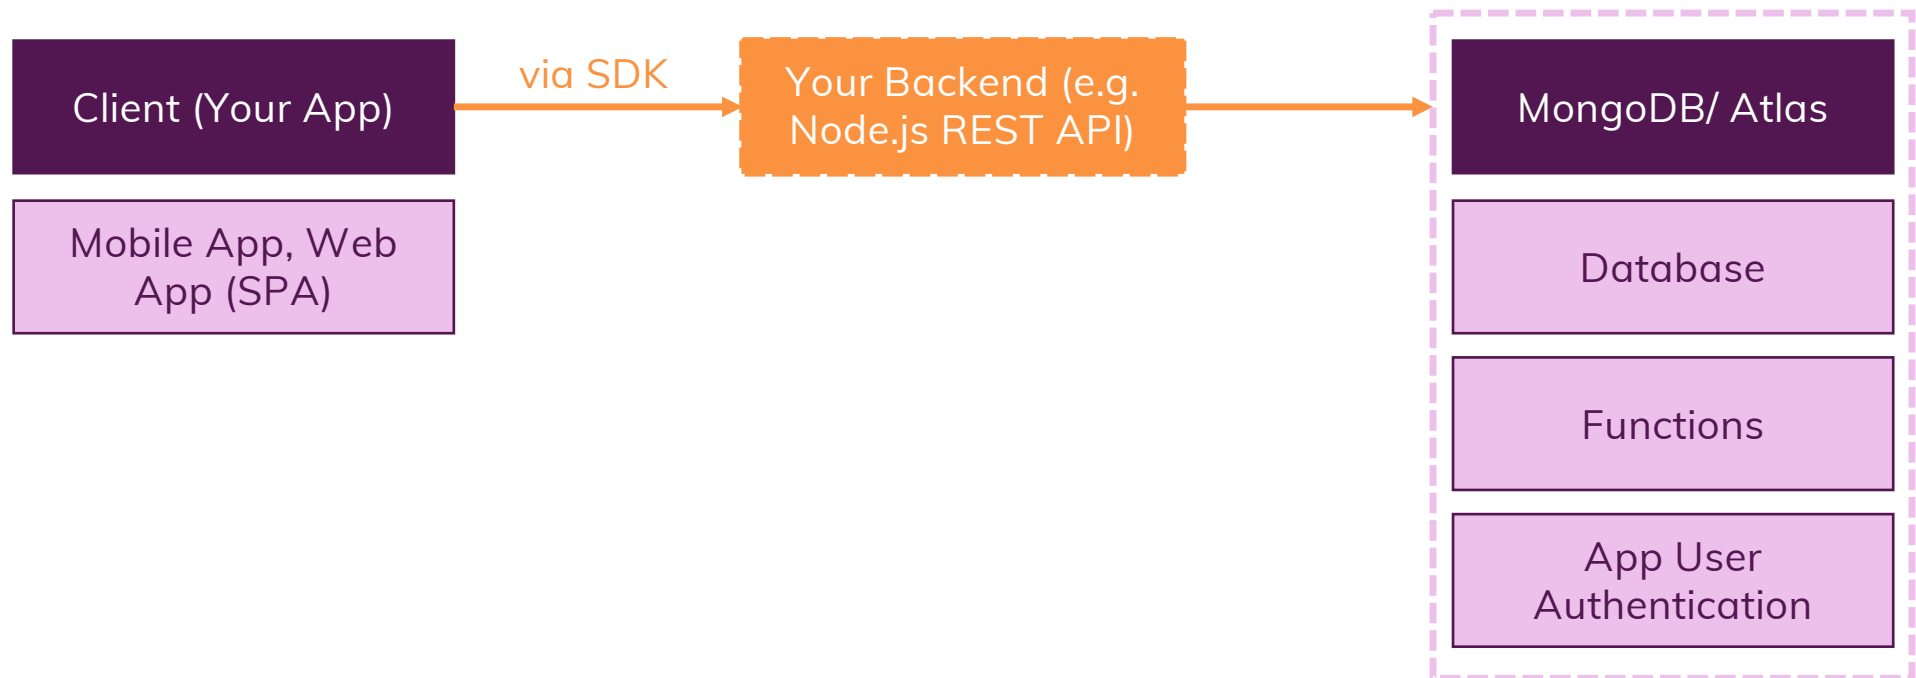 Client (Your App)
via SDK
Your Backend (e.g.
Node.js REST API)
MongoDB/ Atlas
Mobile App, Web
App (SPA)
Database
Functions
App User
Authentication